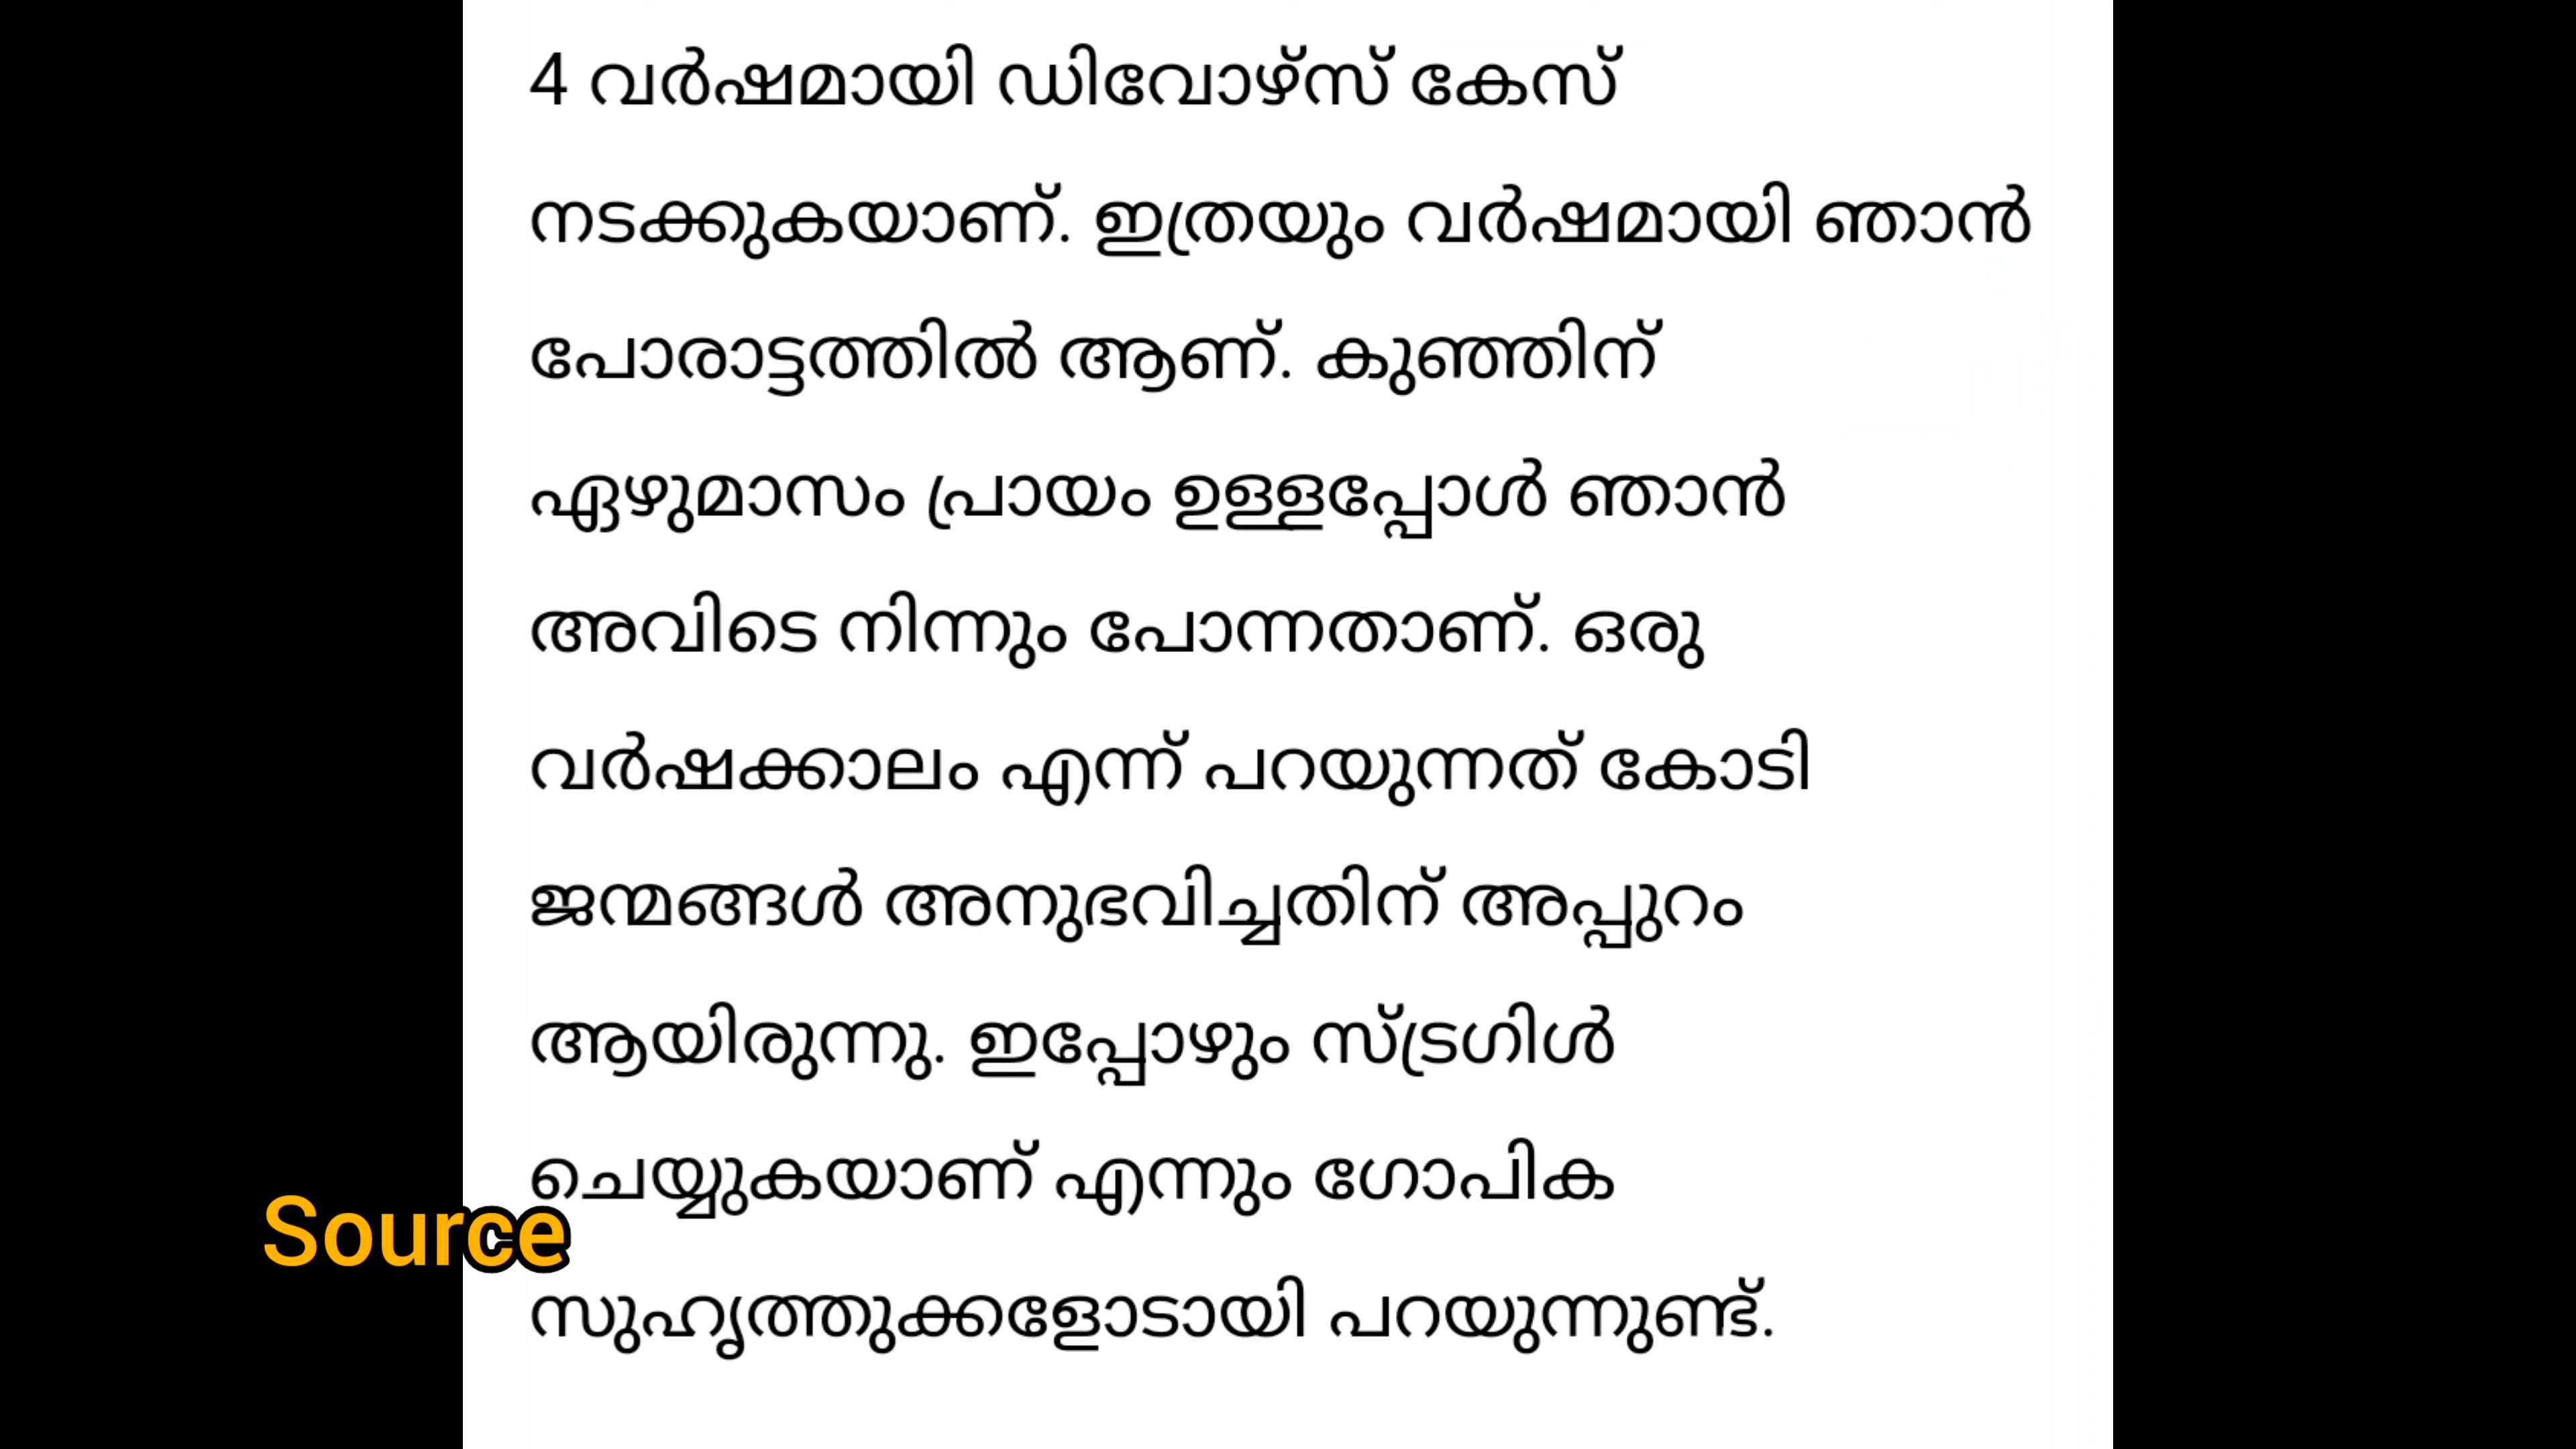 4 വർഷമായി ഡിവോഴ്സ് കേസ്
നടക്കുകയാണ്. ഇത്രയും വർഷമായി ഞാൻ
പോരാട്ടത്തിൽ ആണ്. കുഞ്ഞിന്
ഏഴുമാസം പ്രായം ഉള്ളപ്പോൾ ഞാൻ
അവിടെ നിന്നും പോന്നതാണ്. ഒരു
വർഷക്കാലം എന്ന് പറയുന്നത് കോടി
ജന്മങ്ങൾ അനുഭവിച്ചതിന് അപ്പുറം
ആയിരുന്നു. ഇപ്പോഴും സ്ട്രഗിൾ
ചെയ്യുകയാണ് എന്നും ഗോപിക
Source
സുഹൃത്തുക്കളോടായി പറയുന്നുണ്ട്.